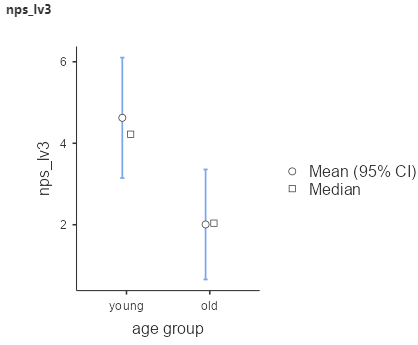 nps_lv3
6
4
2
nps_lv3
young old
age group
Mean (95% CI)
Median